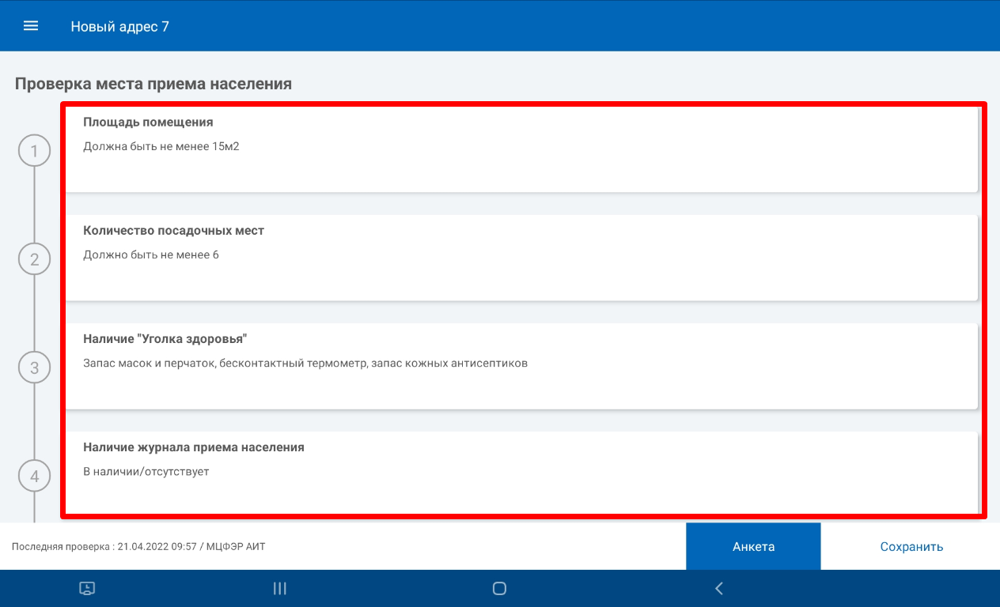 Новый адрес 7
Проверка места приема населения
1
Площадь помещения
Должна быть не менее 15м2
2
Количество посадочных мест
Должно быть не менее 6
3
Наличие "Уголка здоровья"
Запас масок и перчаток, бесконтактный термометр, запас кожных антисептиков
4
Наличие журнала приема населения
В наличии/отсутствует
Последняя проверка : 21.04.2022 09:57 / МЦФЭР АИТ
Анкета
Сохранить